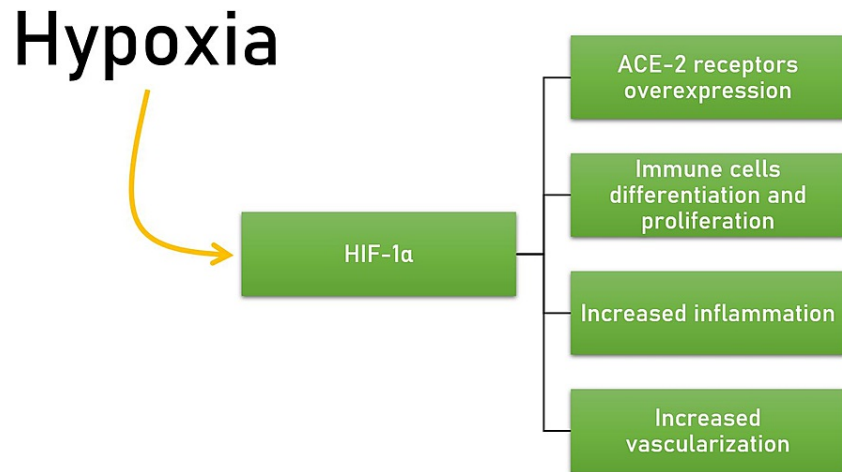 Hypoxia
HIF-1α
ACE-2 receptors
overexpression
Immune cells
differentiation and
proliferation
Increased inflammation
Increased
vascularization